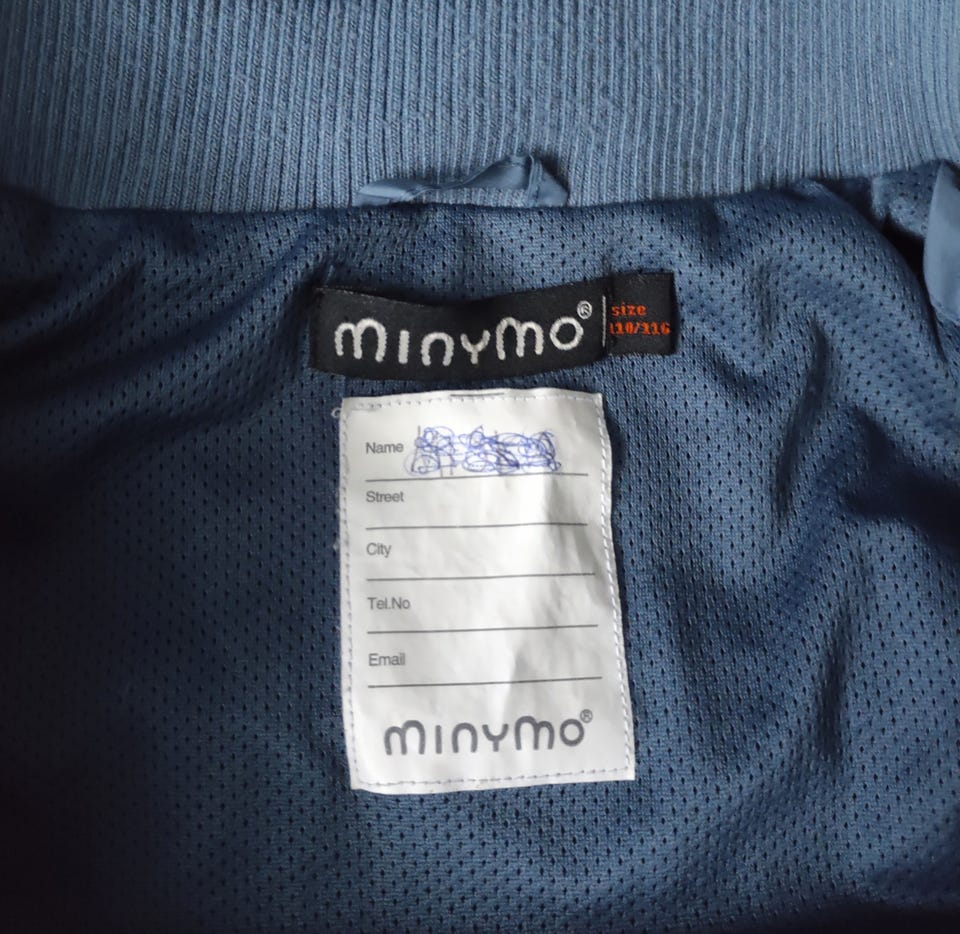 minymo®
size
110/116
Name
Street
City
Tel.No
Email
minymo®